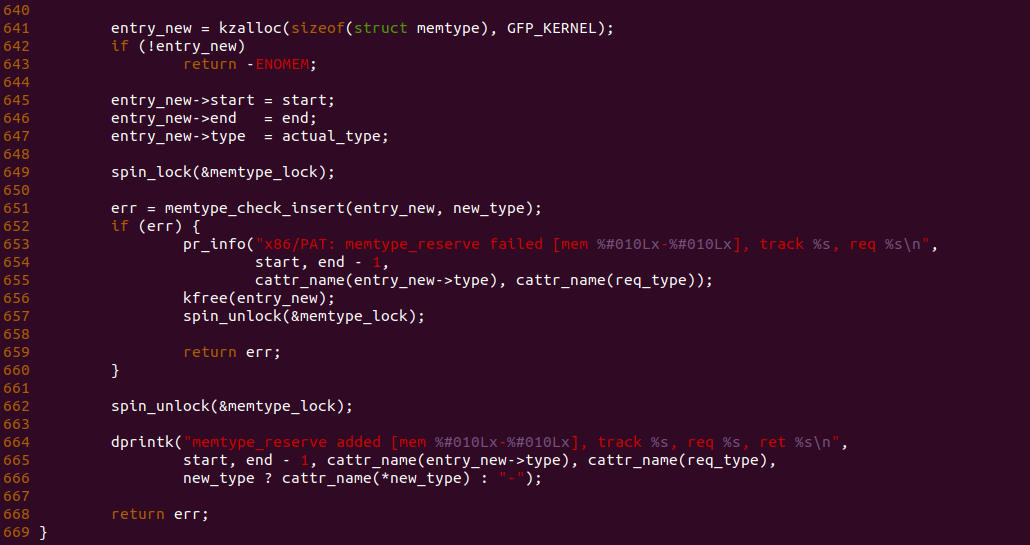 640
641         entry_new = kzalloc(sizeof(struct memtype), GFP_KERNEL);
642         if (!entry_new)
643                 return -ENOMEM;
644
645         entry_new->start = start;
646         entry_new->end   = end;
647         entry_new->type  = actual_type;
648
649         spin_lock(&memtype_lock);
650
651         err = memtype_check_insert(entry_new, new_type);
652         if (err) {
653                 pr_info("x86/PAT: memtype_reserve failed [mem %#010Lx-%#010Lx], track %s, req %s\n",
654                         start, end - 1,
655                         cattr_name(entry_new->type), cattr_name(req_type));
656                 kfree(entry_new);
657                 spin_unlock(&memtype_lock);
658
659                 return err;
660         }
661
662         spin_unlock(&memtype_lock);
663
664         dprintk("memtype_reserve added [mem %#010Lx-%#010Lx], track %s, req %s, ret %s\n",
665                 start, end - 1, cattr_name(entry_new->type), cattr_name(req_type),
666                 new_type ? cattr_name(*new_type) : "-");
667
668         return err;
669 }